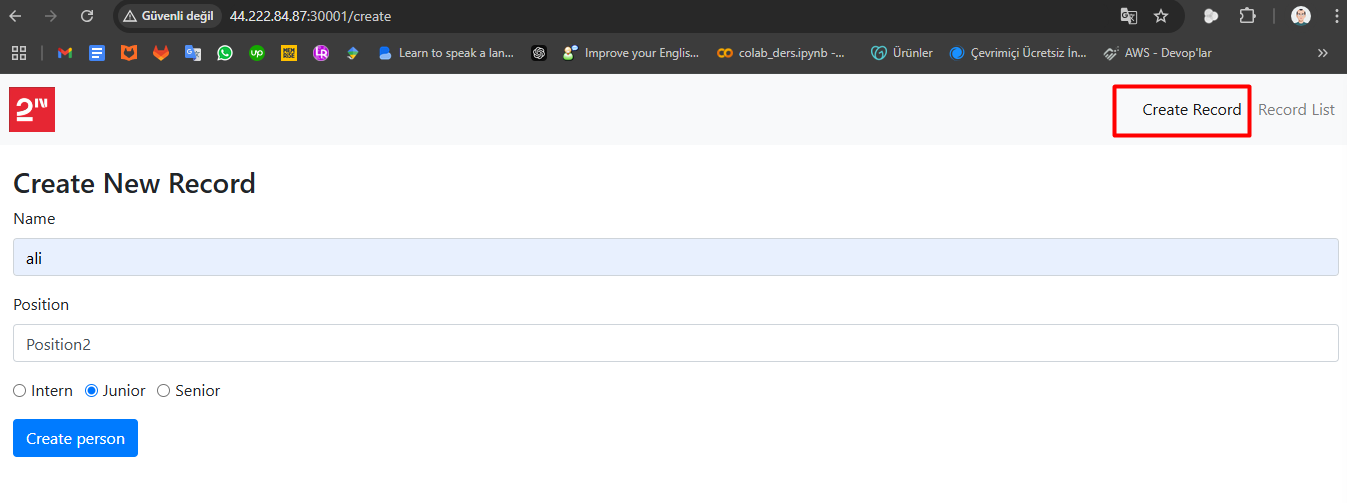 Güvenli değil 44.222.84.87:30001/create
Learn to speak a lan... Improve your Englis... colab_ders.ipynb -... Ürünler Çevrimiçi Ücretsiz İn... AWS - Devop'lar
2IV Create Record Record List
Create New Record
Name
ali
Position
Position2
Intern Junior Senior
Create person